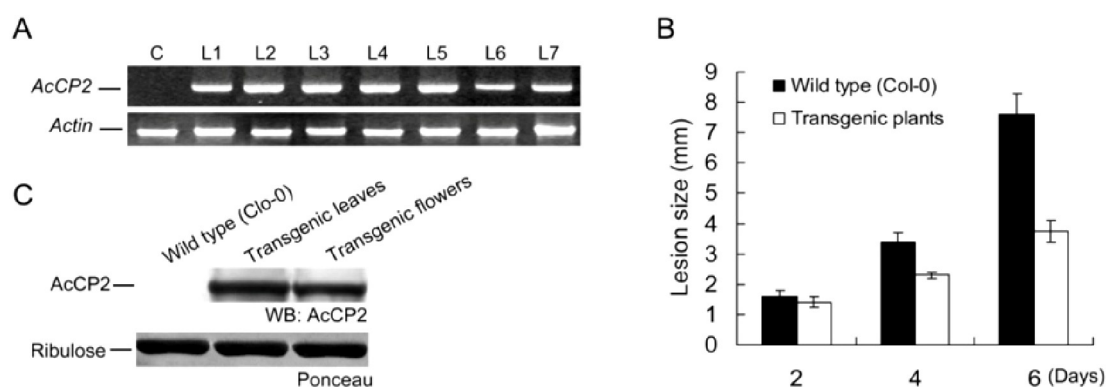 A
C L1 L2 L3 L4 L5 L6 L7
AcCP2
Actin
C
Wild type (Clo-0)
Transgenic leaves
Transgenic flowers
AcCP2
WB: AcCP2
Ribulose
Ponceau
B
Wild type (Col-0)
Transgenic plants
Lesion size (mm)
9
8
7
6
5
4
3
2
1
0
2 4 6 (Days)